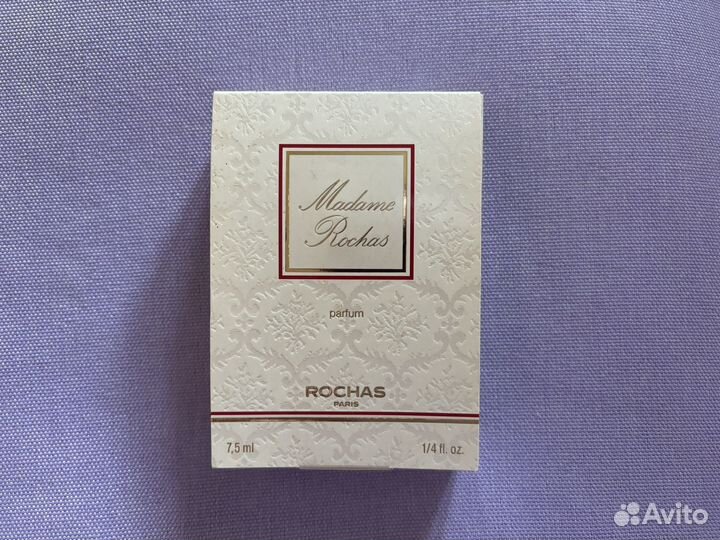 Madame
Rochas
parfum
ROCHAS
PARIS
7,5 ml 1/4 fl. oz.
Avito